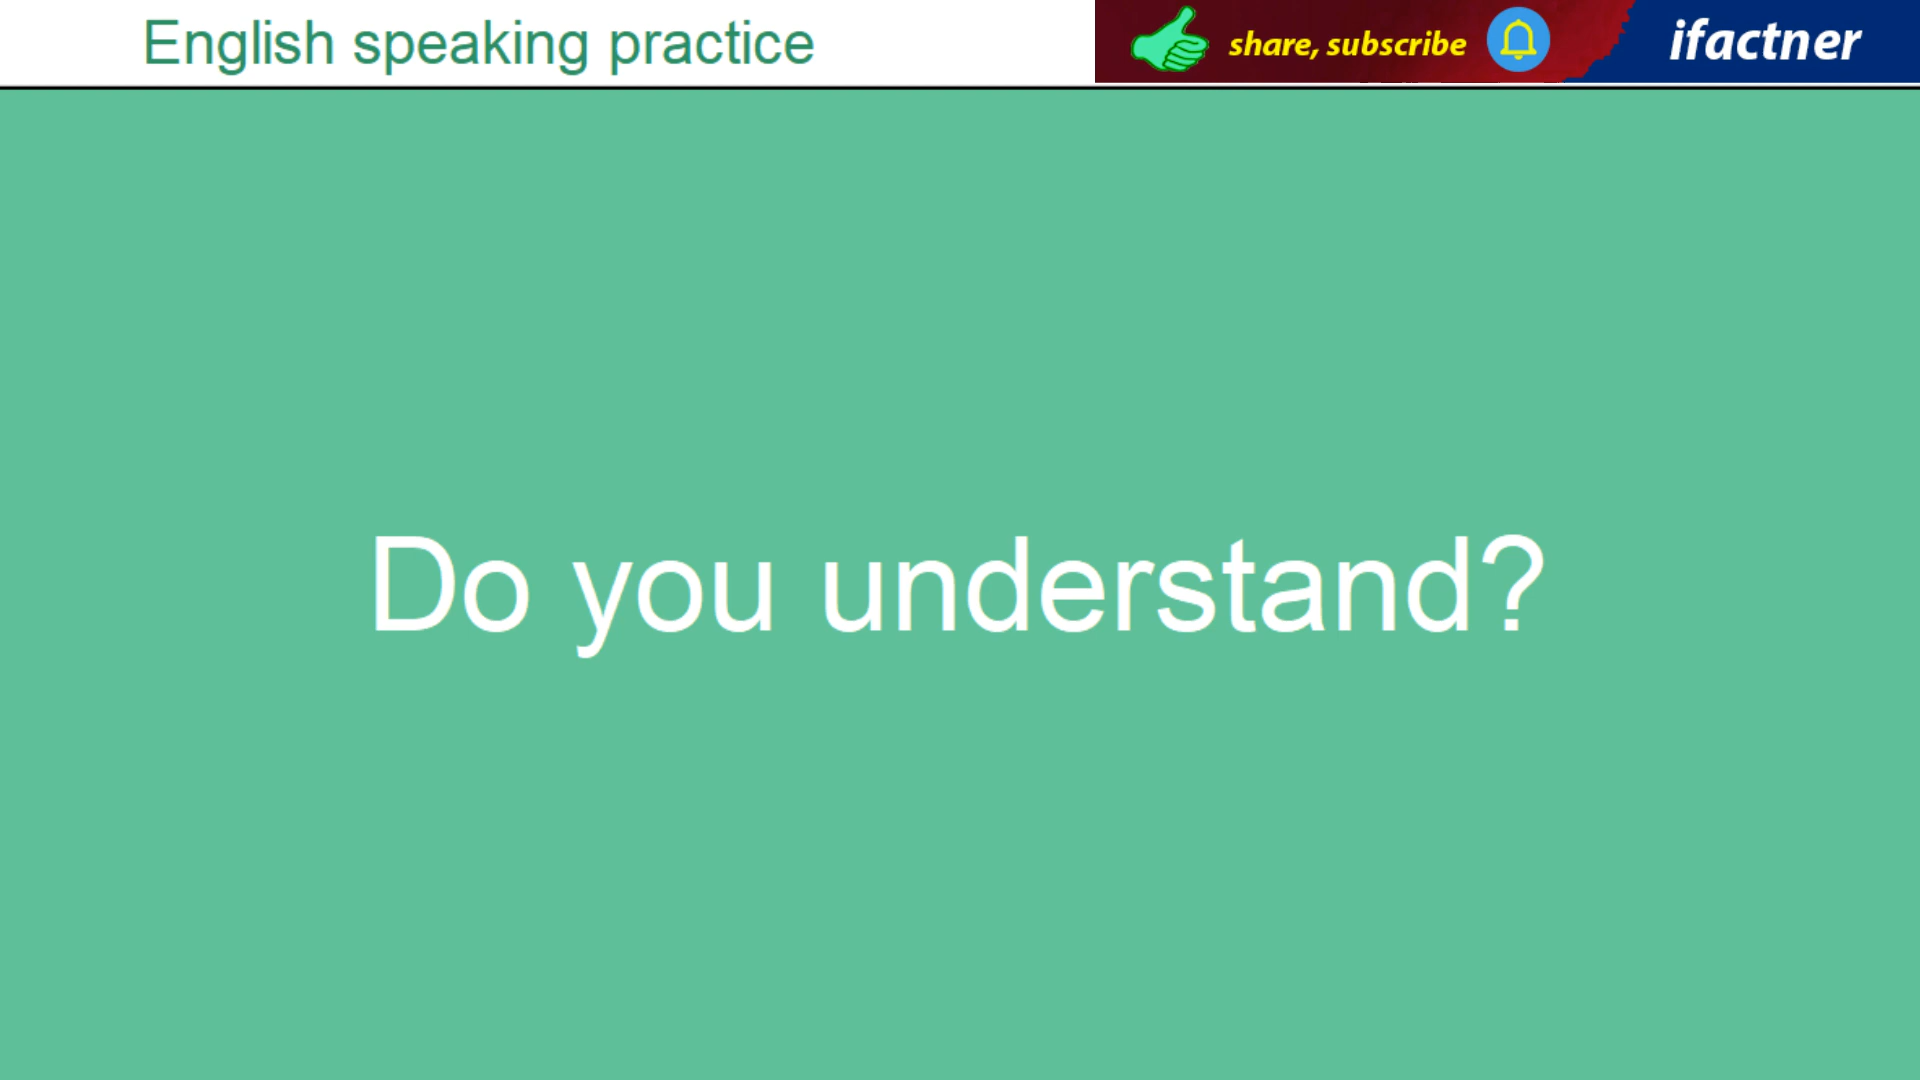 English speaking practice
share, subscribe
ifactner
Do you understand?